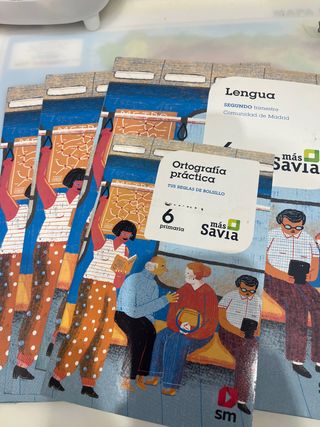 Lengua
SEGUNDO trimestre
Comunidad de Madrid
más
savia
Ortografía
práctica
TUS REGLAS DE BOLSILLO
6
primaria
más
savia
sm